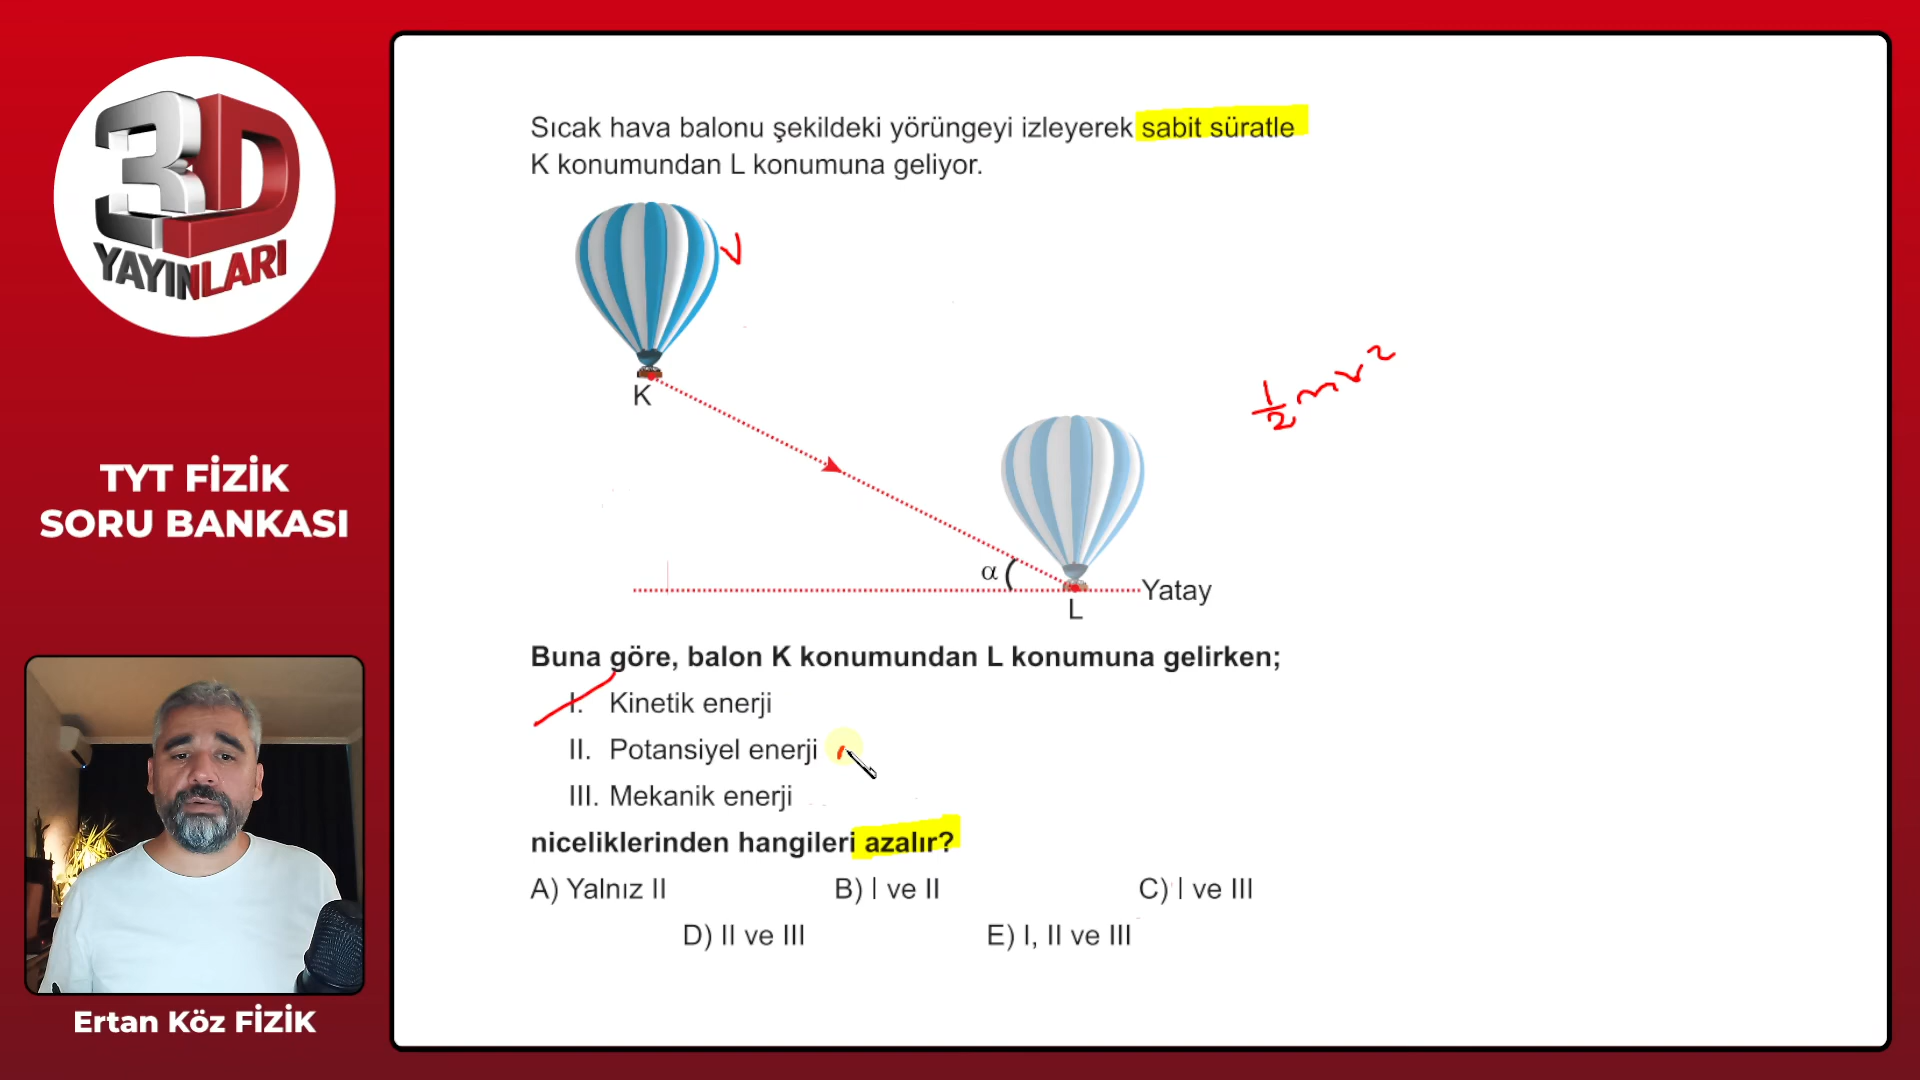 3D
YAYINLARI
TYT FİZİK
SORU BANKASI
Ertan Köz FİZİK
Sıcak hava balonu şekildeki yörüngeyi izleyerek sabit süratle
K konumundan L konumuna geliyor.
V
K
1/2 mv²
α
Yatay
L
Buna göre, balon K konumundan L konumuna gelirken;
I. Kinetik enerji
II. Potansiyel enerji
III. Mekanik enerji
niceliklerinden hangileri azalır?
A) Yalnız II B) I ve II C) I ve III
D) II ve III E) I, II ve III